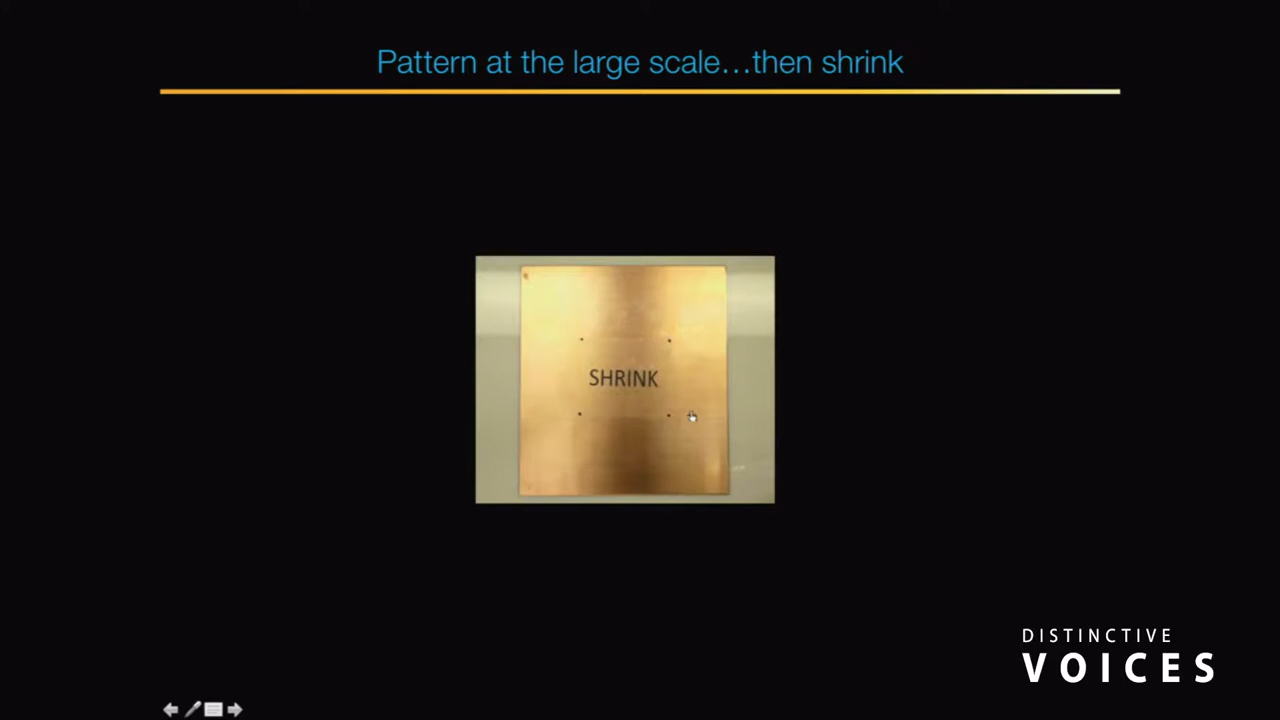 Pattern at the large scale...then shrink
SHRINK
DISTINCTIVE
VOICES